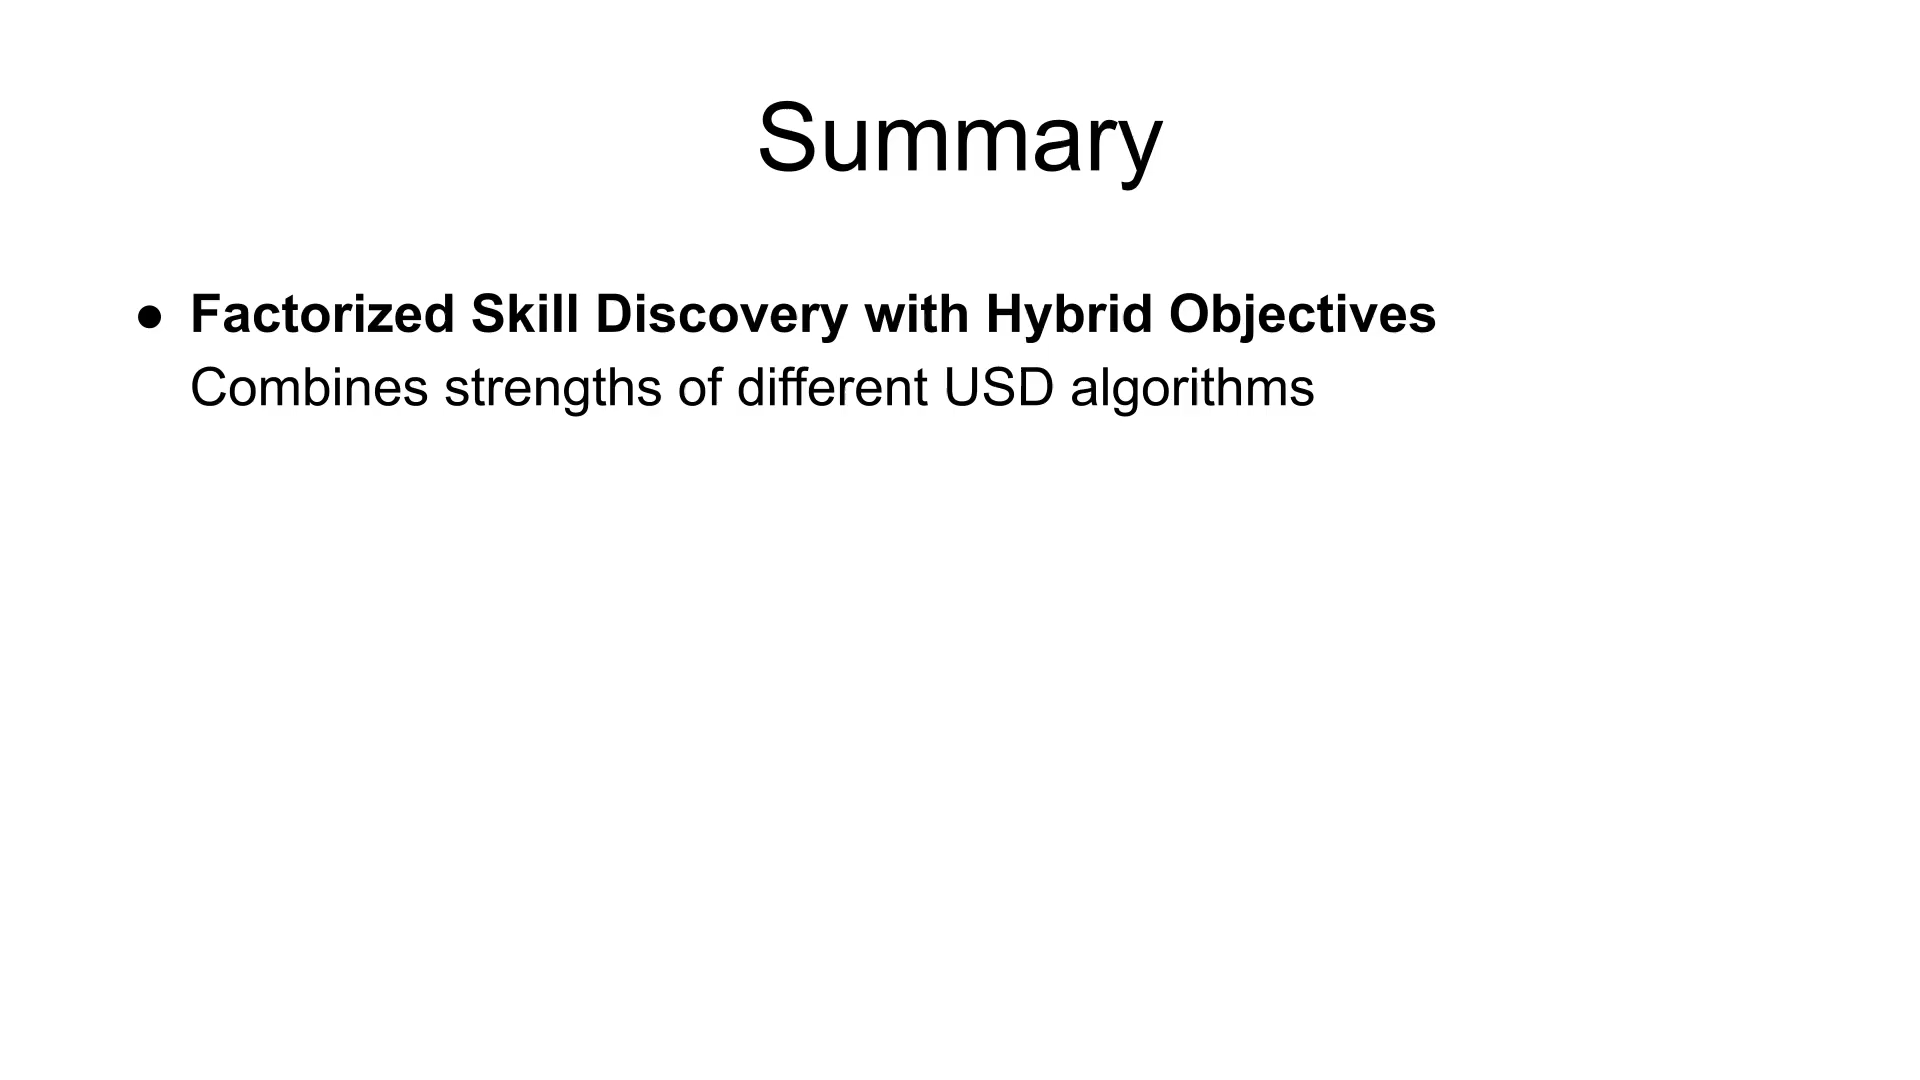 Summary
● Factorized Skill Discovery with Hybrid Objectives
Combines strengths of different USD algorithms